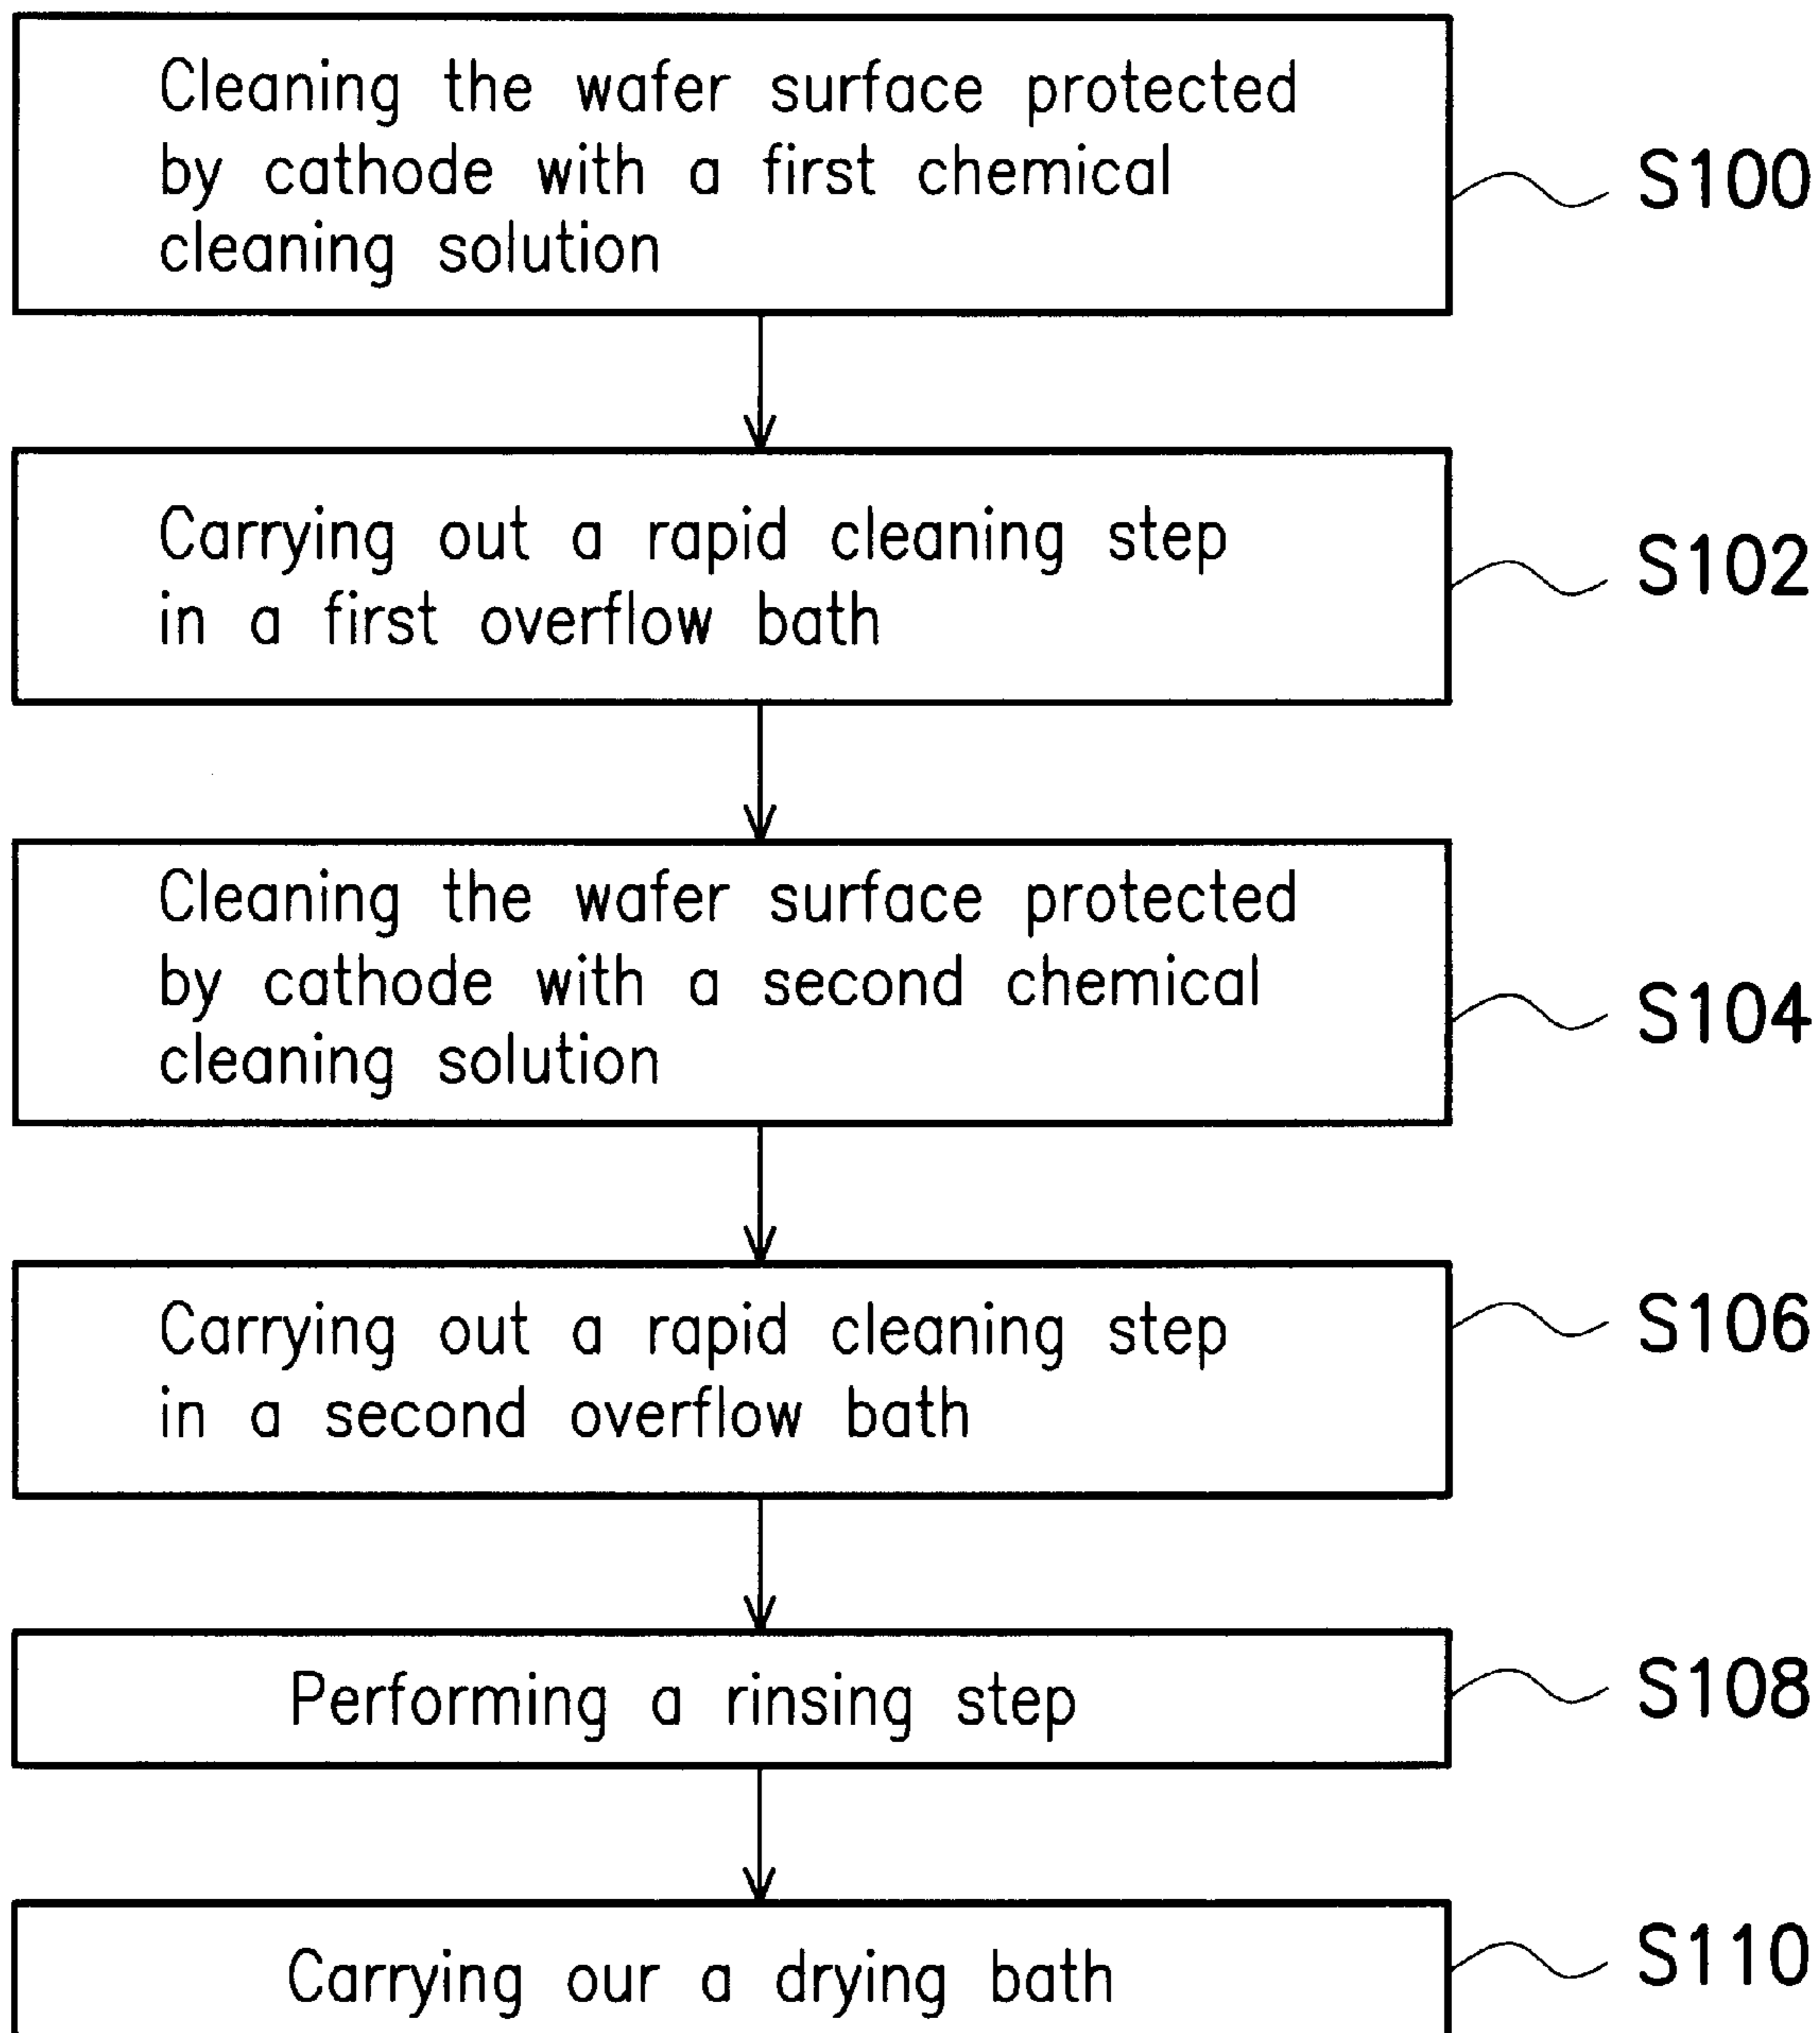 Cleaning the wafer surface protected
by cathode with a first chemical
cleaning solution
S100
Carrying out a rapid cleaning step
in a first overflow bath
S102
Cleaning the wafer surface protected
by cathode with a second chemical
cleaning solution
S104
Carrying out a rapid cleaning step
in a second overflow bath
S106
Performing a rinsing step
S108
Carrying our a drying bath
S110